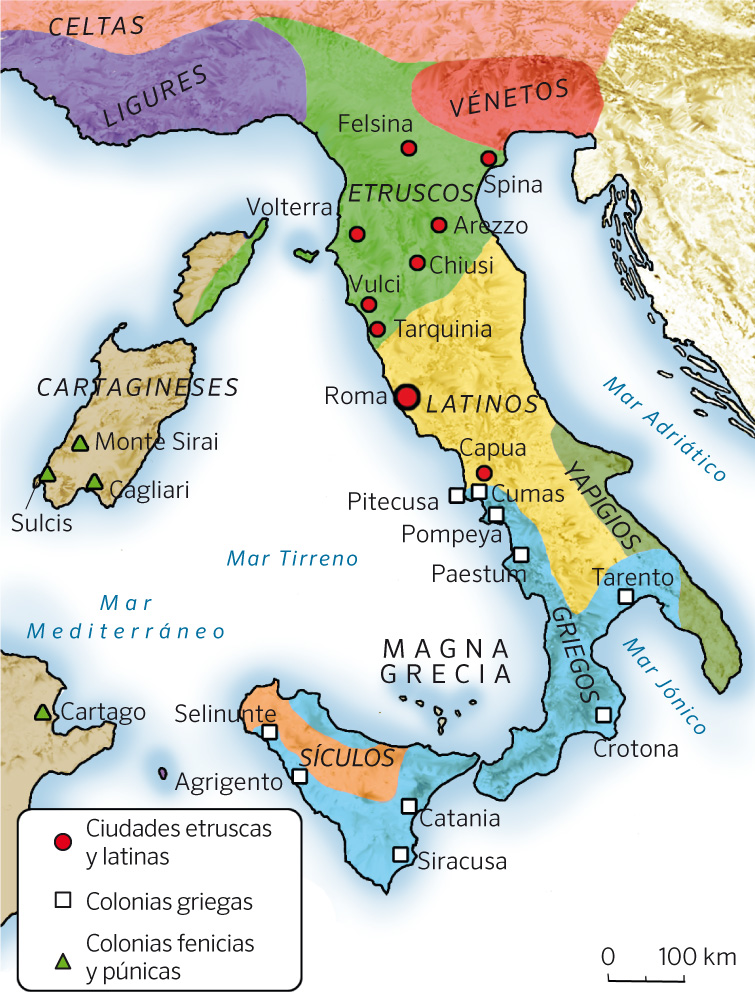 CELTAS
LIGURES
VÉNETOS
Felsina
Spina
ETRUSCOS
Volterra
Arezzo
Chiusi
Vulci
Tarquinia
CARTAGINESES
Roma
LATINOS
Mar Adriático
Monte Sirai
Capua
YAPIGIOS
Cagliari
Pitecusa
Cumas
Sulcis
Pompeya
Mar Tirreno
Paestum
Tarento
Mar
Mediterráneo
GRIEGOS
MAGNA
GRECIA
Mar Jónico
Cartago
Selinunte
Crotona
SÍCULOS
Agrigento
Catania
Siracusa
Ciudades etruscas
y latinas
Colonias griegas
Colonias fenicias
y púnicas
0 100 km